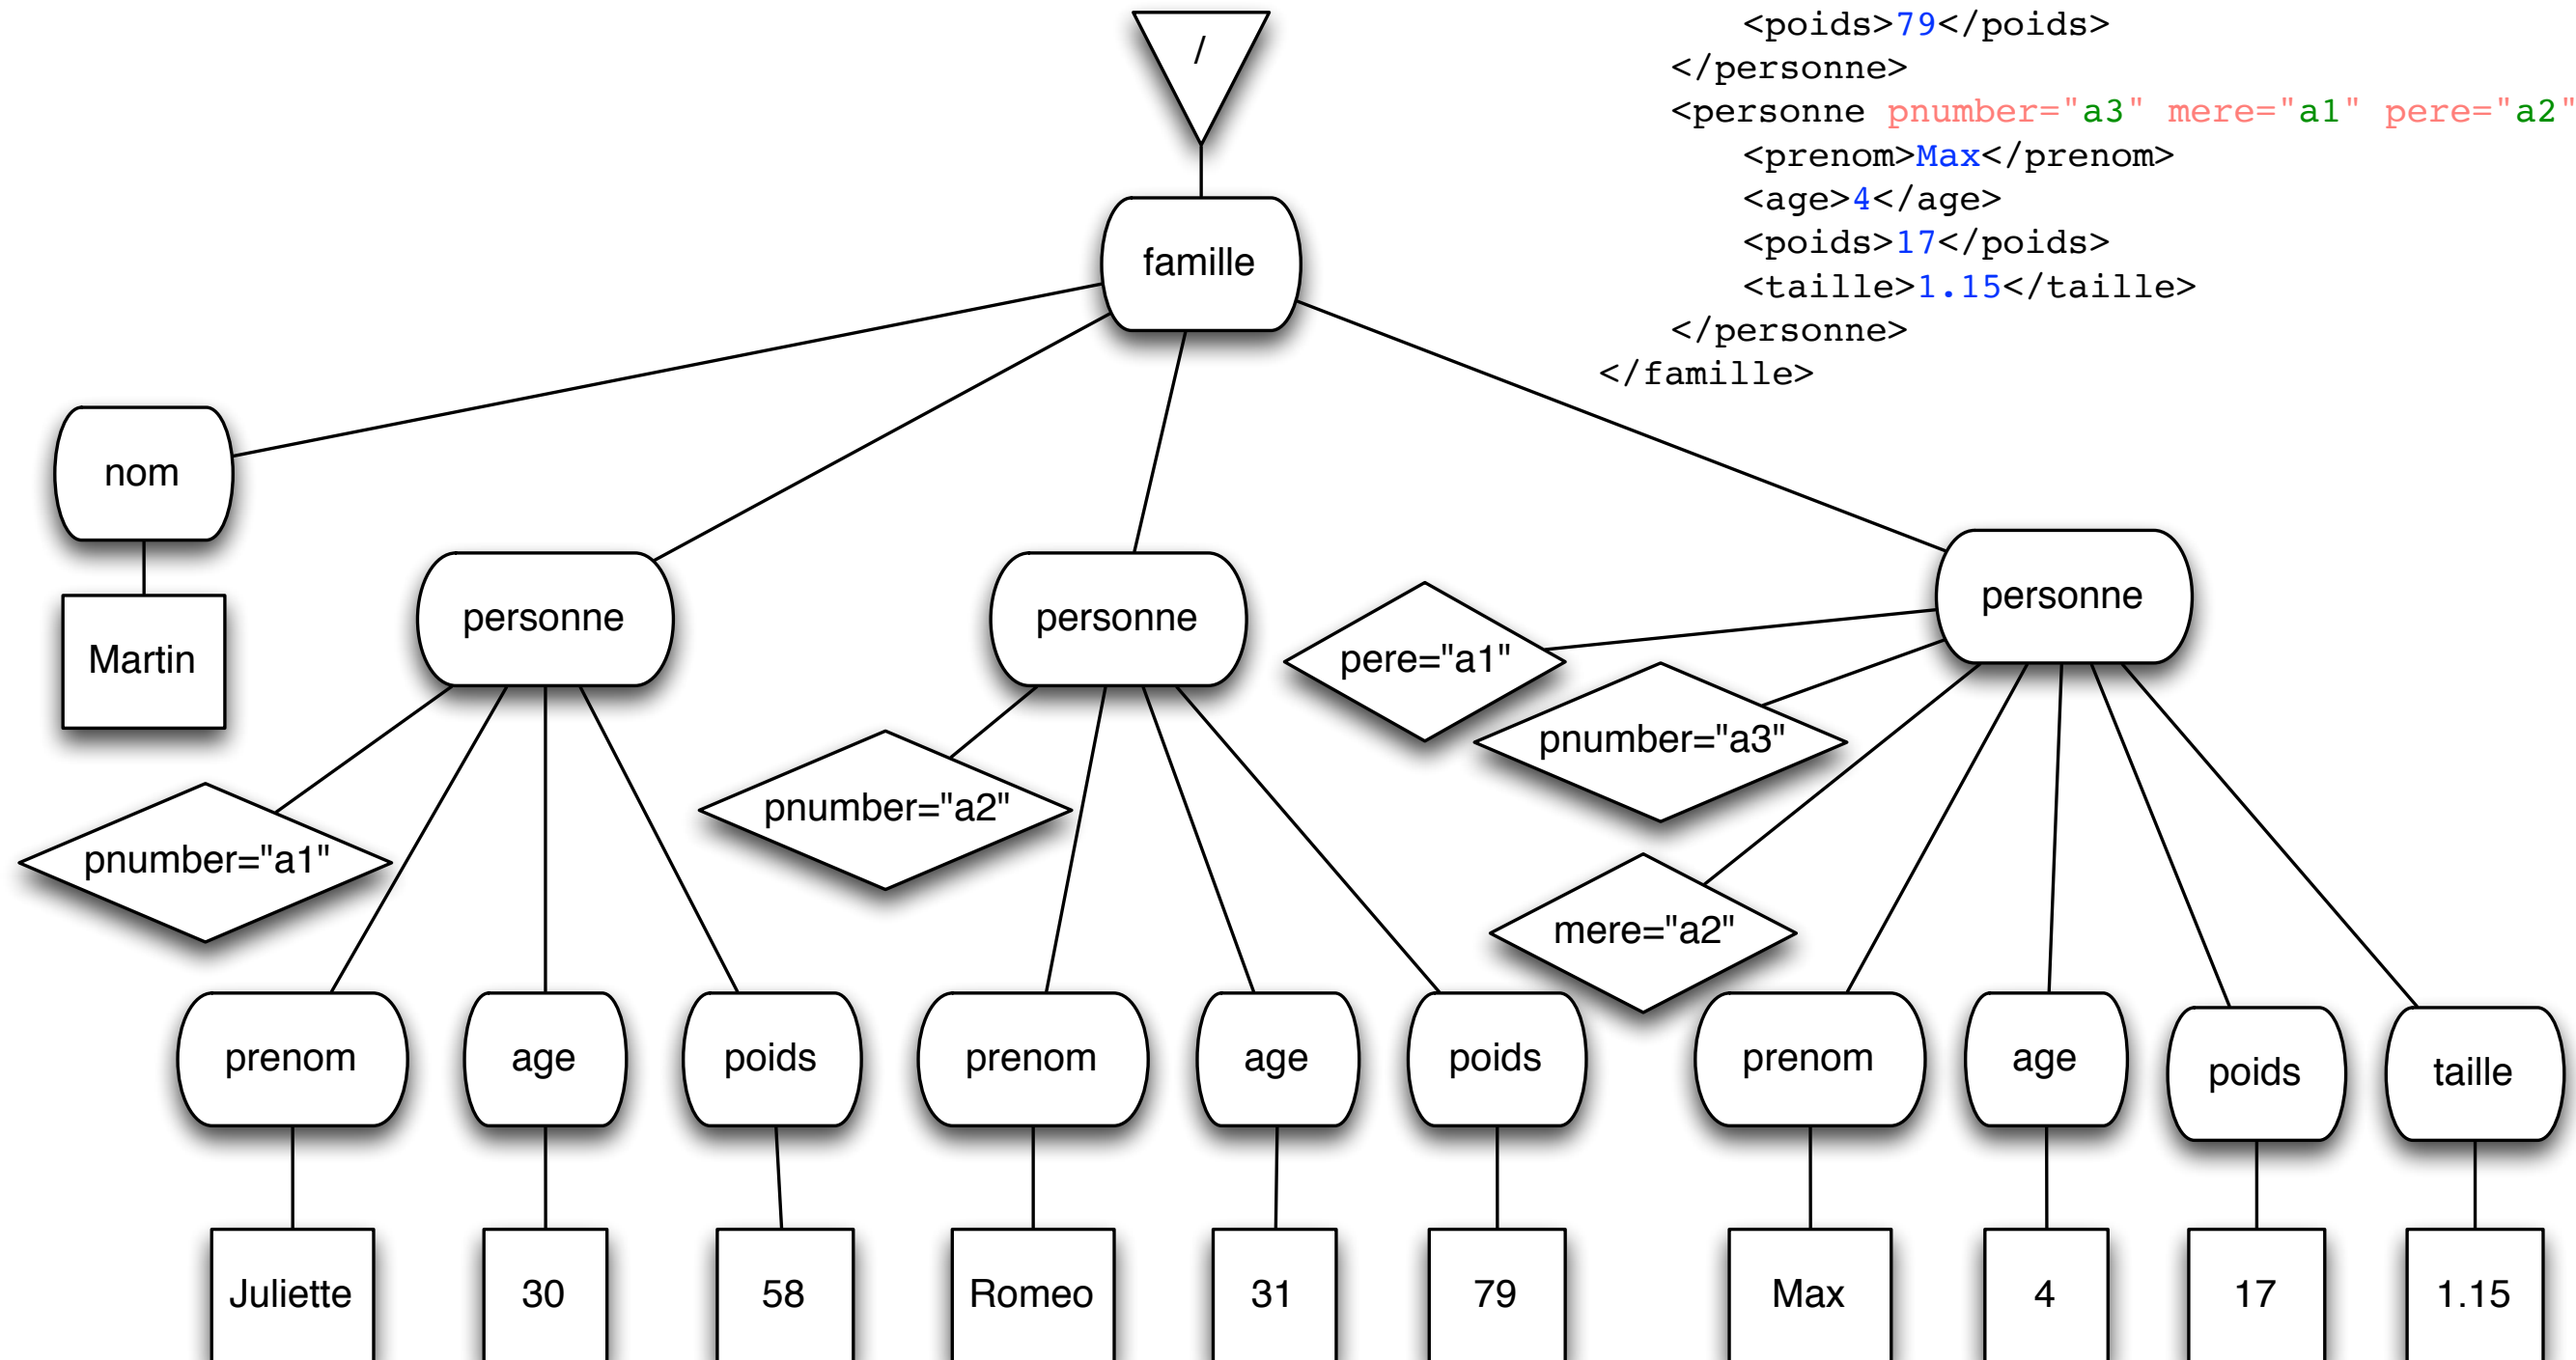 /
<poids>79</poids>
</personne>
<personne pnumber="a3" mere="a1" pere="a2"
<prenom>Max</prenom>
<age>4</age>
<poids>17</poids>
<taille>1.15</taille>
</personne>
</famille>
famille
nom
Martin
personne
personne
personne
pere="a1"
pnumber="a3"
pnumber="a1"
pnumber="a2"
mere="a2"
prenom
age
poids
prenom
age
poids
prenom
age
poids
taille
Juliette
30
58
Romeo
31
79
Max
4
17
1.15